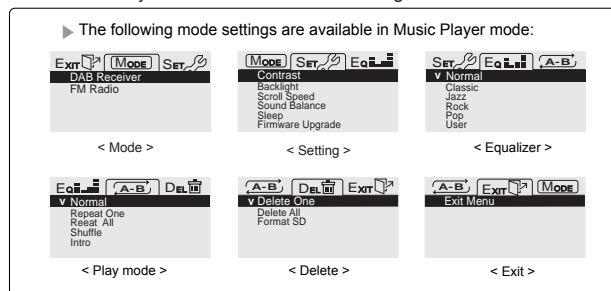 The following mode settings are available in Music Player mode:
EXIT MODE SET
DAB Receiver
FM Radio
< Mode >
MODE SET EQ
Contrast
Backlight
Scroll Speed
Sound Balance
Sleep
Firmware Upgrade
< Setting >
SET EQ A-B
v Normal
Classic
Jazz
Rock
Pop
User
< Equalizer >
EQ A-B DEL
v Normal
Repeat One
Reeat All
Shuffle
Intro
< Play mode >
A-B DEL EXIT
v Delete One
Delete All
Format SD
< Delete >
A-B EXIT MODE
Exit Menu
< Exit >